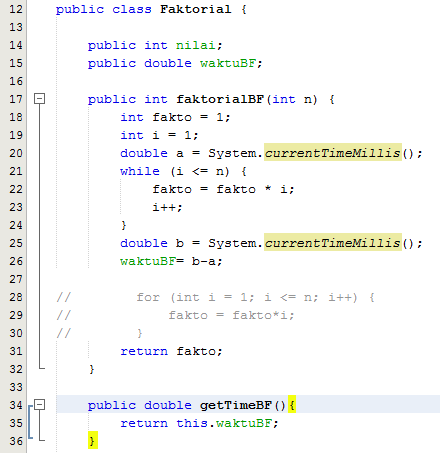 12 public class Faktorial {
13
14     public int nilai;
15     public double waktuBF;
16
17     public int faktorialBF(int n) {
18         int fakto = 1;
19         int i = 1;
20         double a = System.currentTimeMillis();
21         while (i <= n) {
22             fakto = fakto * i;
23             i++;
24         }
25         double b = System.currentTimeMillis();
26         waktuBF= b-a;
27
28 //        for (int i = 1; i <= n; i++) {
29 //            fakto = fakto*i;
30 //        }
31         return fakto;
32     }
33
34     public double getTimeBF(){
35         return this.waktuBF;
36     }